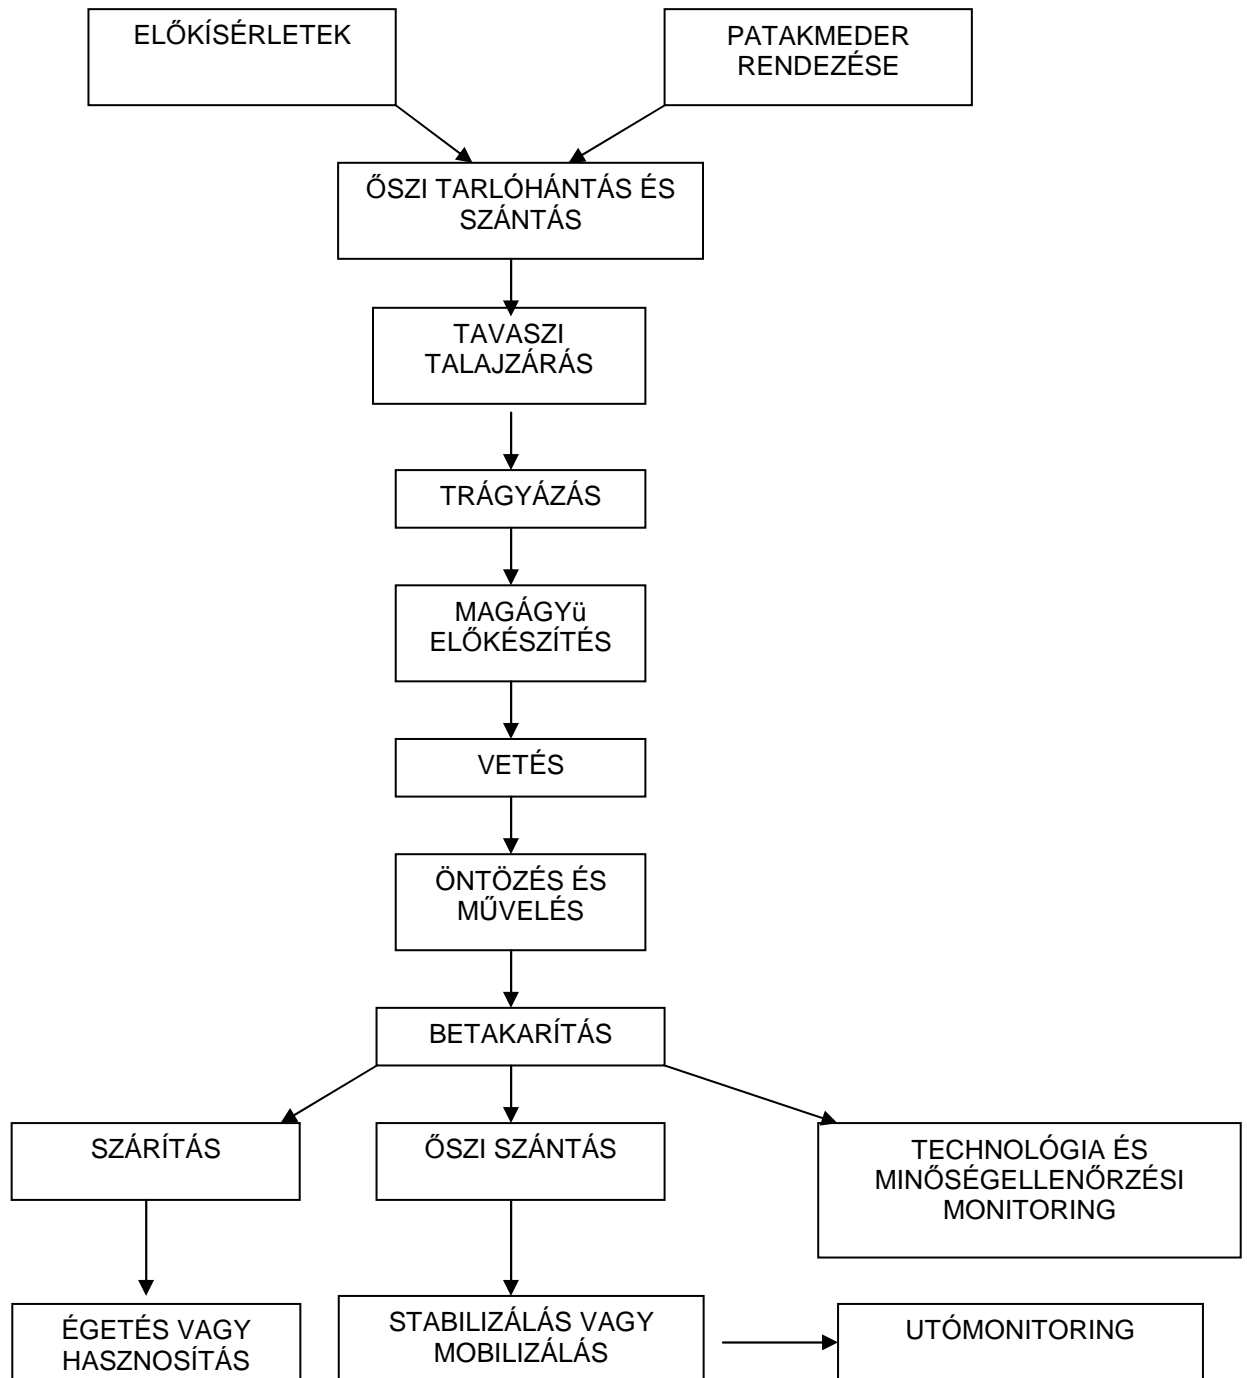 ELŐKÍSÉRLETEK
PATAKMEDER
RENDEZÉSE
ŐSZI TARLÓHÁNTÁS ÉS
SZÁNTÁS
TAVASZI
TALAJZÁRÁS
TRÁGYÁZÁS
MAGÁGYü
ELŐKÉSZÍTÉS
VETÉS
ÖNTÖZÉS ÉS
MŰVELÉS
BETAKARÍTÁS
SZÁRÍTÁS
ŐSZI SZÁNTÁS
TECHNOLÓGIA ÉS
MINŐSÉGELLENŐRZÉSI
MONITORING
ÉGETÉS VAGY
HASZNOSÍTÁS
STABILIZÁLÁS VAGY
MOBILIZÁLÁS
UTÓMONITORING